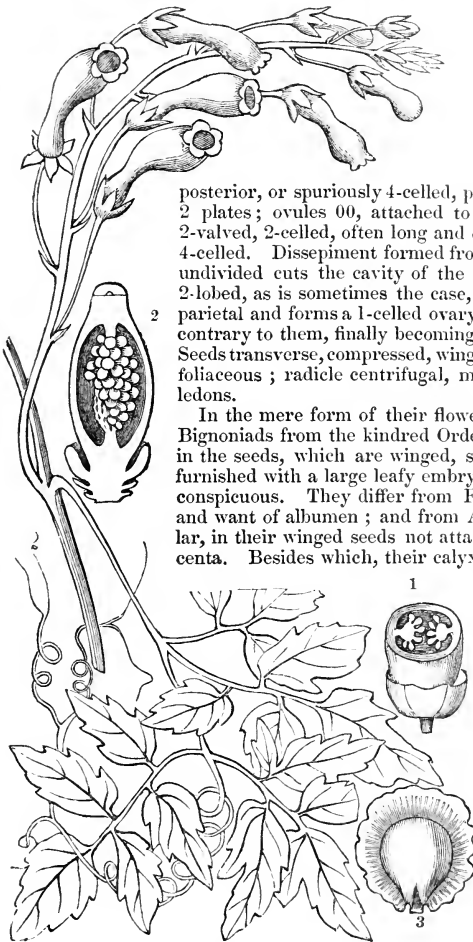 posterior, or spuriously 4-celled, p
2 plates; ovules 00, attached to
2-valved, 2-celled, often long and
4-celled. Dissepiment formed fro
undivided cuts the cavity of the
2-lobed, as is sometimes the case,
parietal and forms a 1-celled ovary
contrary to them, finally becoming
Seeds transverse, compressed, wing
foliaceous ; radicle centrifugal, m
ledons.
In the mere form of their flowe
Bignoniads from the kindred Orde
in the seeds, which are winged, s
furnished with a large leafy embry
conspicuous. They differ from
and want of albumen ; and from
lar, in their winged seeds not atta
centa. Besides which, their calyx
2
1
3